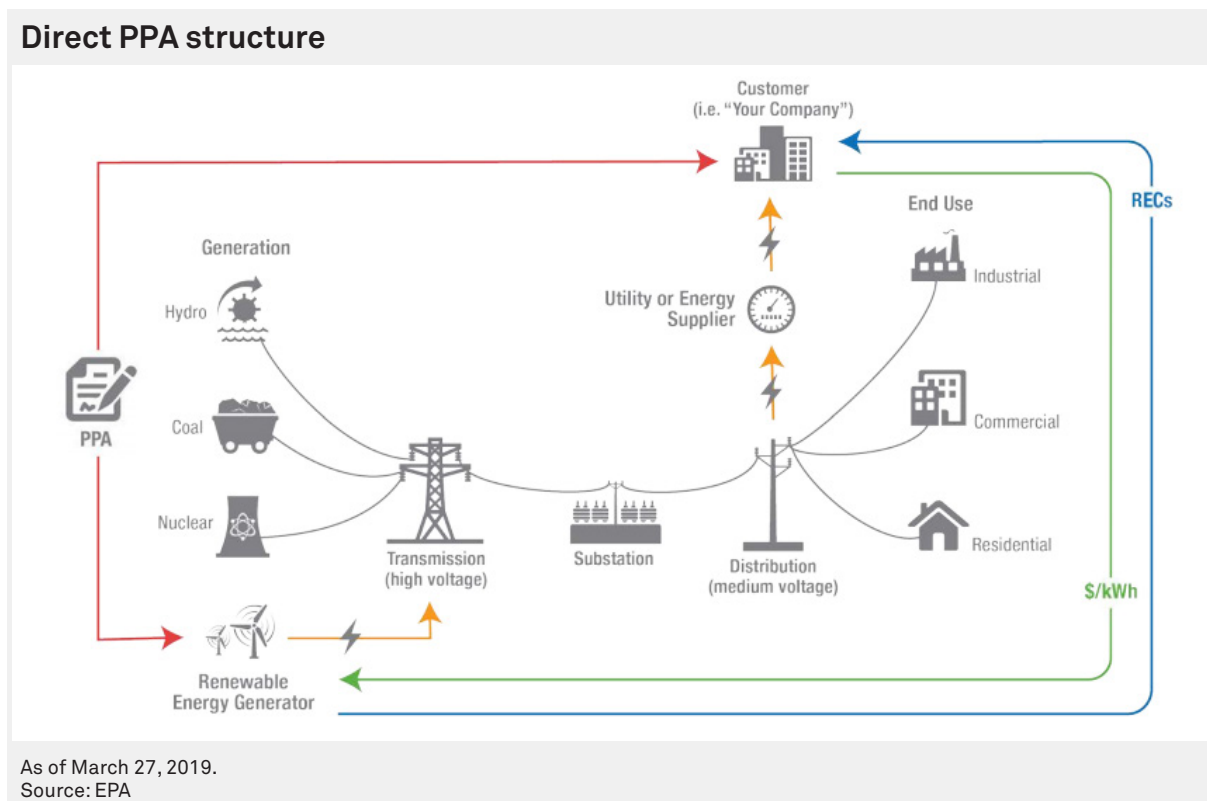 Direct PPA structure
Customer
(i.e. “Your Company”)
RECs
End Use
Generation
Industrial
Hydro
Utility or Energy
Supplier
PPA
Coal
Commercial
Nuclear
Transmission
(high voltage)
Substation
Distribution
(medium voltage)
Residential
$/kWh
Renewable
Energy Generator
As of March 27, 2019.
Source: EPA